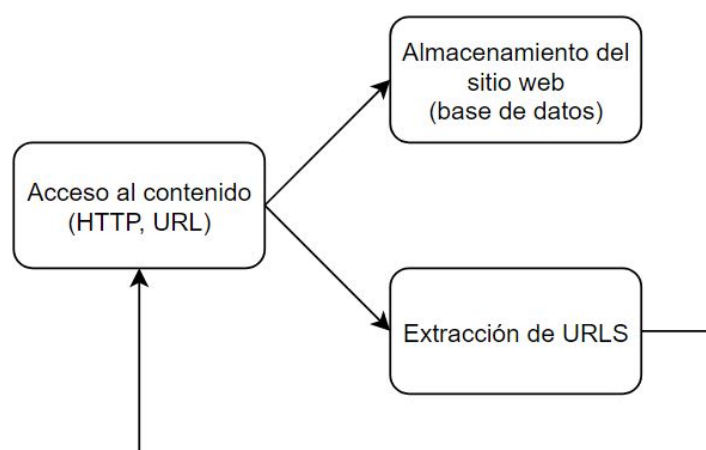 Almacenamiento del
sitio web
(base de datos)
Acceso al contenido
(HTTP, URL)
Extracción de URLS